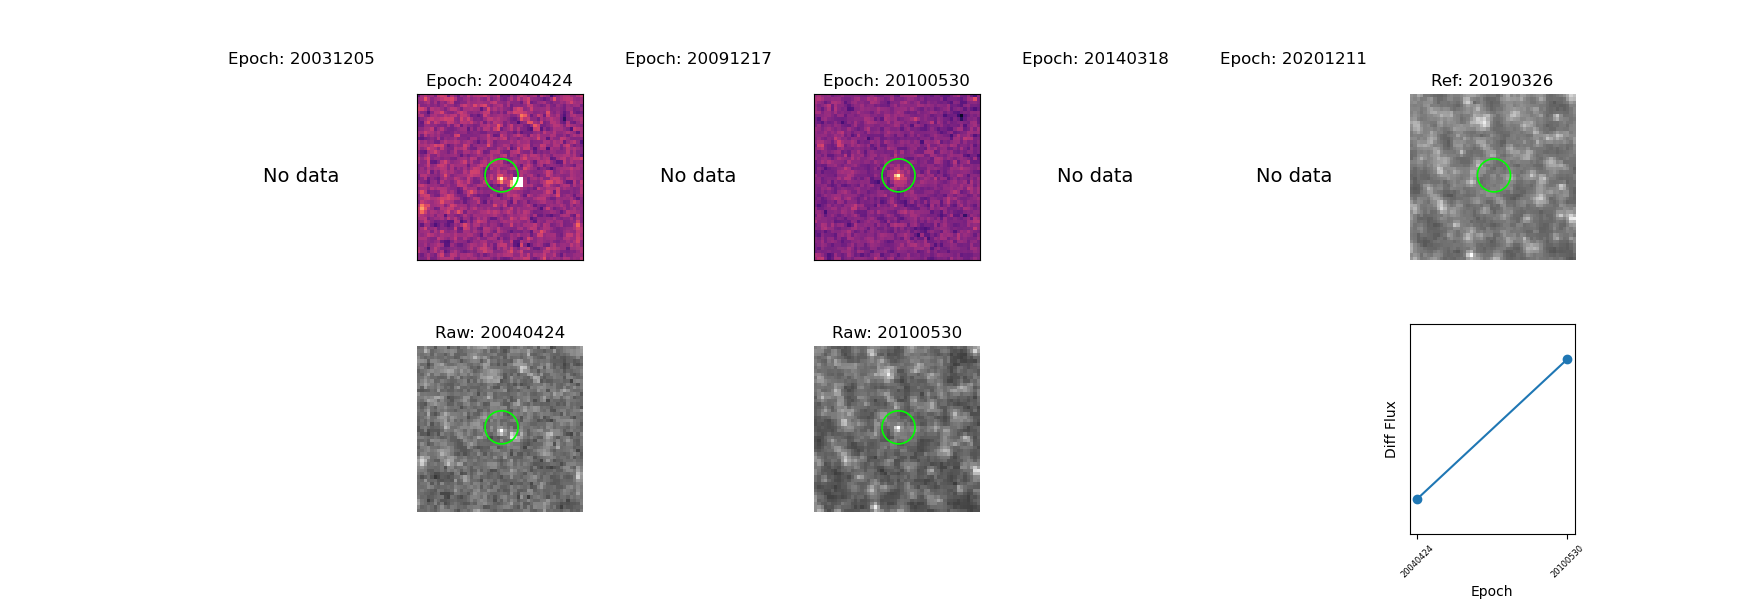 Epoch: 20031205
Epoch: 20040424
Epoch: 20091217
Epoch: 20100530
Epoch: 20140318
Epoch: 20201211
Ref: 20190326
No data
No data
No data
No data
Raw: 20040424
Raw: 20100530
Diff Flux
20040424
20100530
Epoch